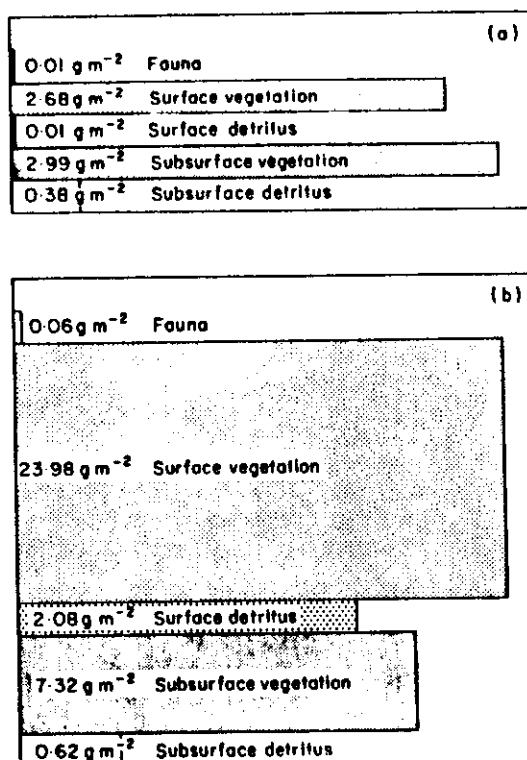 (a)
0·01 g m⁻² Fauna
2·68 g m⁻² Surface vegetation
0·01 g m⁻² Surface detritus
2·99 g m⁻² Subsurface vegetation
0·38 g m⁻² Subsurface detritus
(b)
0·06 g m⁻² Fauna
23·98 g m⁻² Surface vegetation
2·08 g m⁻² Surface detritus
7·32 g m⁻² Subsurface vegetation
0·62 g m⁻² Subsurface detritus